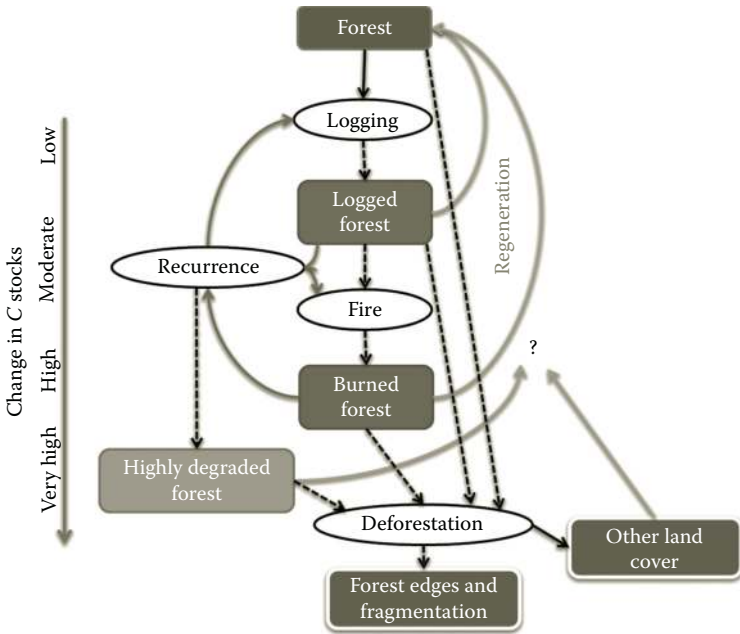 Forest
Logging
Logged
forest
Recurrence
Fire
Burned
forest
Highly degraded
forest
Deforestation
Other land
cover
Forest edges and
fragmentation
Regeneration
?
Change in C stocks
Low
Moderate
High
Very high